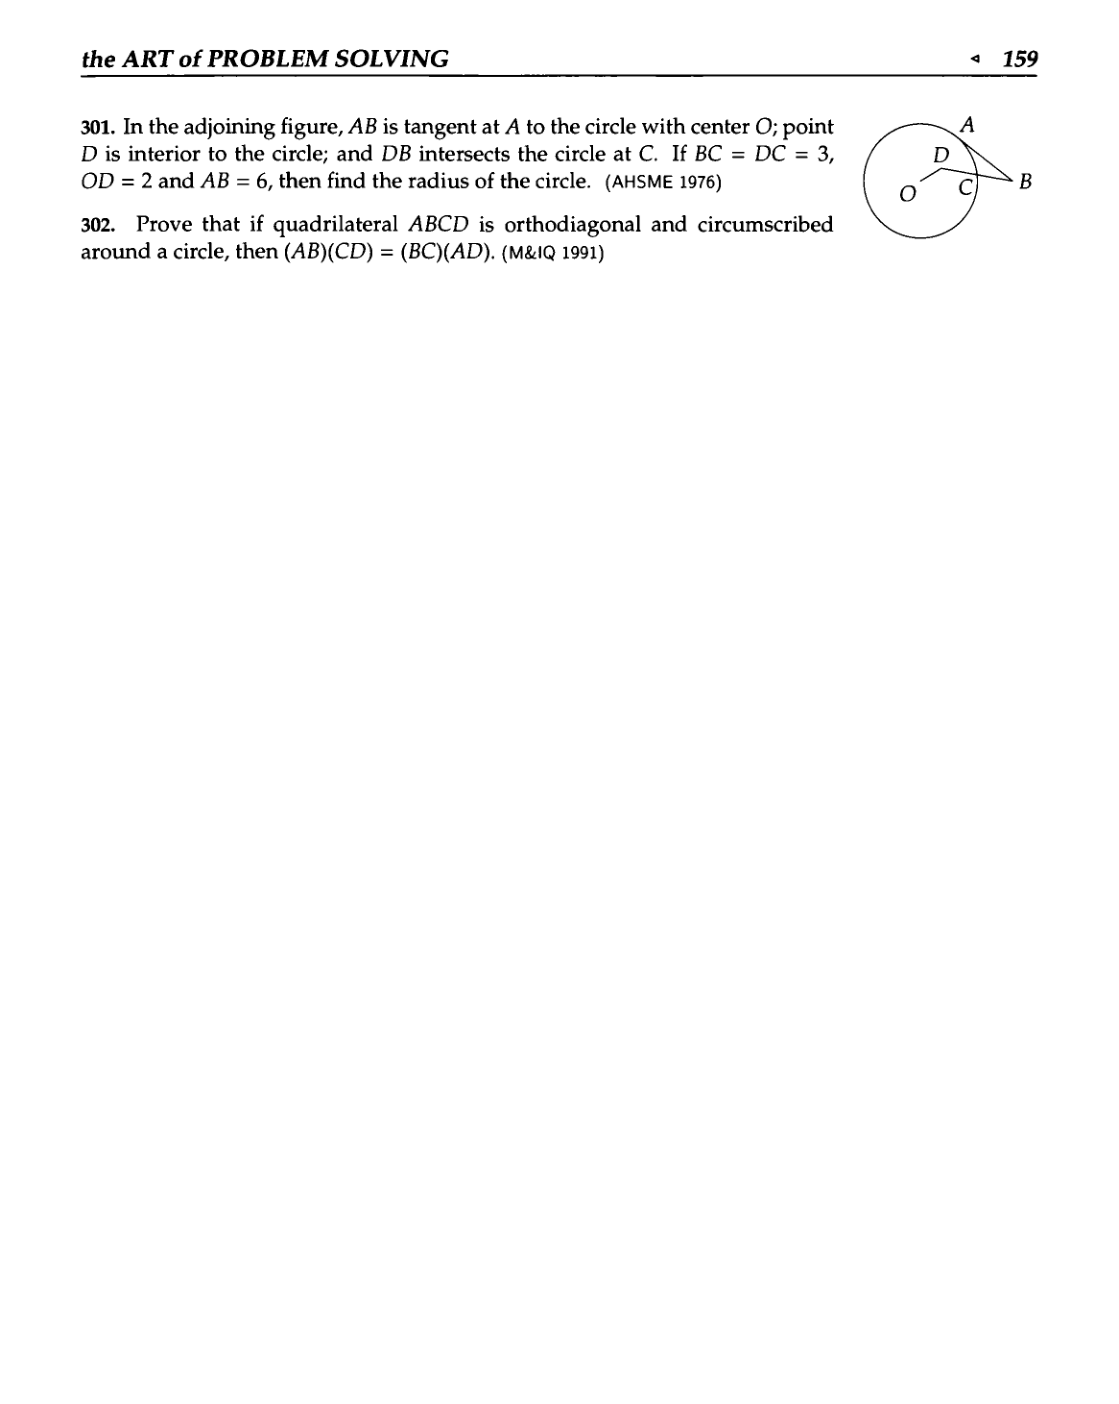 the ART of PROBLEM SOLVING ◃ 159
301. In the adjoining figure, AB is tangent at A to the circle with center O; point
D is interior to the circle; and DB intersects the circle at C. If BC = DC = 3,
OD = 2 and AB = 6, then find the radius of the circle. (AHSME 1976)
A
D
B
C
O
302. Prove that if quadrilateral ABCD is orthodiagonal and circumscribed
around a circle, then (AB)(CD) = (BC)(AD). (M&IQ 1991)